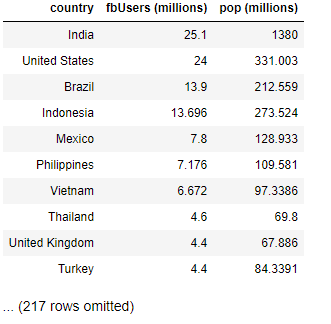 country fbUsers (millions) pop (millions)
India 25.1 1380
United States 24 331.003
Brazil 13.9 212.559
Indonesia 13.696 273.524
Mexico 7.8 128.933
Philippines 7.176 109.581
Vietnam 6.672 97.3386
Thailand 4.6 69.8
United Kingdom 4.4 67.886
Turkey 4.4 84.3391
... (217 rows omitted)